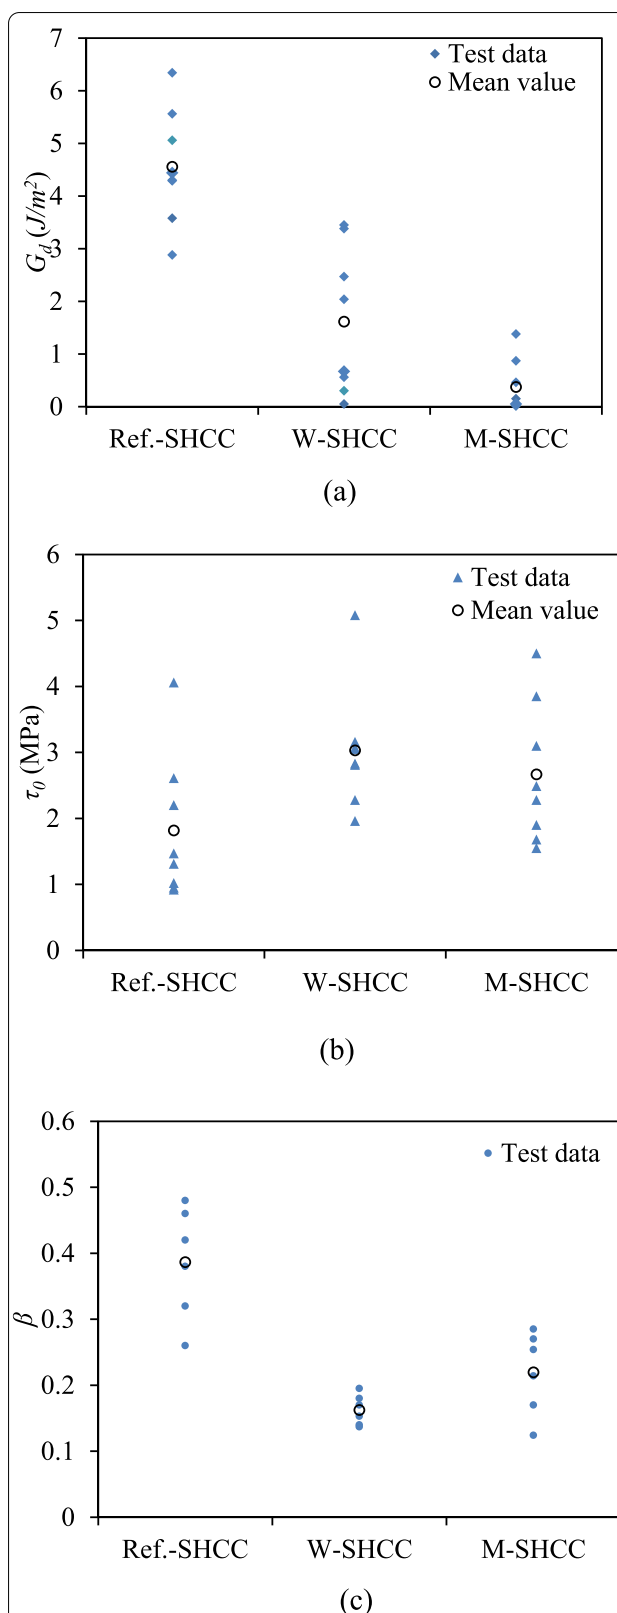 7
6
5
4
3
2
1
0
G_d (J/m²)
Test data
Mean value
Ref.-SHCC W-SHCC M-SHCC
(a)
6
5
4
3
2
1
0
τ_0 (MPa)
Test data
Mean value
Ref.-SHCC W-SHCC M-SHCC
(b)
0.6
0.5
0.4
0.3
0.2
0.1
0
β
Test data
Ref.-SHCC W-SHCC M-SHCC
(c)